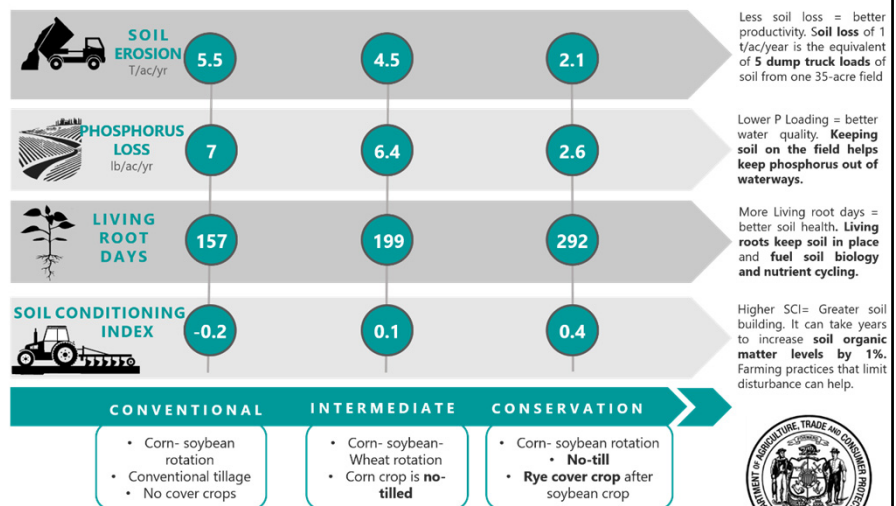 SOIL
EROSION
T/ac/yr
5.5
4.5
2.1
Less soil loss = better
productivity. Soil loss of 1
t/ac/year is the equivalent
of 5 dump truck loads of
soil from one 35-acre field
PHOSPHORUS
LOSS
lb/ac/yr
7
6.4
2.6
Lower P Loading = better
water quality. Keeping
soil on the field helps
keep phosphorus out of
waterways.
LIVING
ROOT
DAYS
157
199
292
More Living root days =
better soil health. Living
roots keep soil in place
and fuel soil biology
and nutrient cycling.
SOIL CONDITIONING
INDEX
-0.2
0.1
0.4
Higher SCI= Greater soil
building. It can take years
to increase soil organic
matter levels by 1%.
Farming practices that limit
disturbance can help.
CONVENTIONAL
INTERMEDIATE
CONSERVATION
• Corn- soybean
rotation
• Conventional tillage
• No cover crops
• Corn- soybean-
Wheat rotation
• Corn crop is no-
tilled
• Corn- soybean rotation
• No-till
• Rye cover crop after
soybean crop
OF AGRICULTURE, TRADE AND CONSUMER